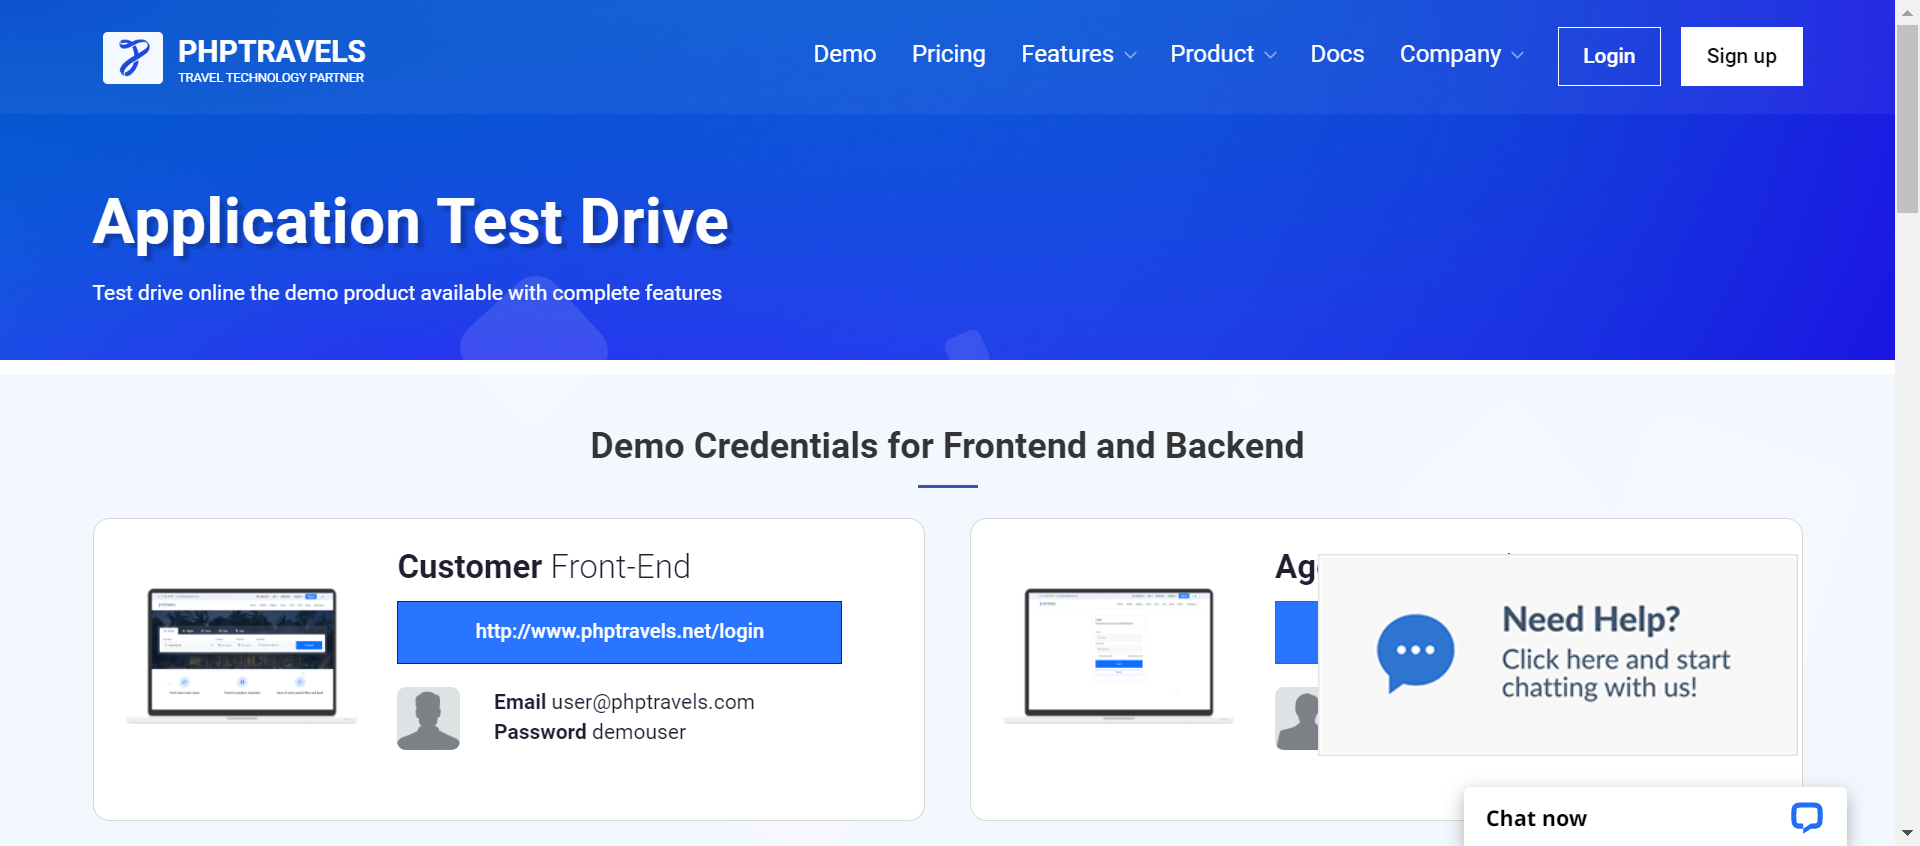 PHPTRAVELS
TRAVEL TECHNOLOGY PARTNER
Demo Pricing Features Product Docs Company Login Sign up
Application Test Drive
Test drive online the demo product available with complete features
Demo Credentials for Frontend and Backend
Customer Front-End
http://www.phptravels.net/login
Email user@phptravels.com
Password demouser
Need Help?
Click here and start
chatting with us!
Chat now